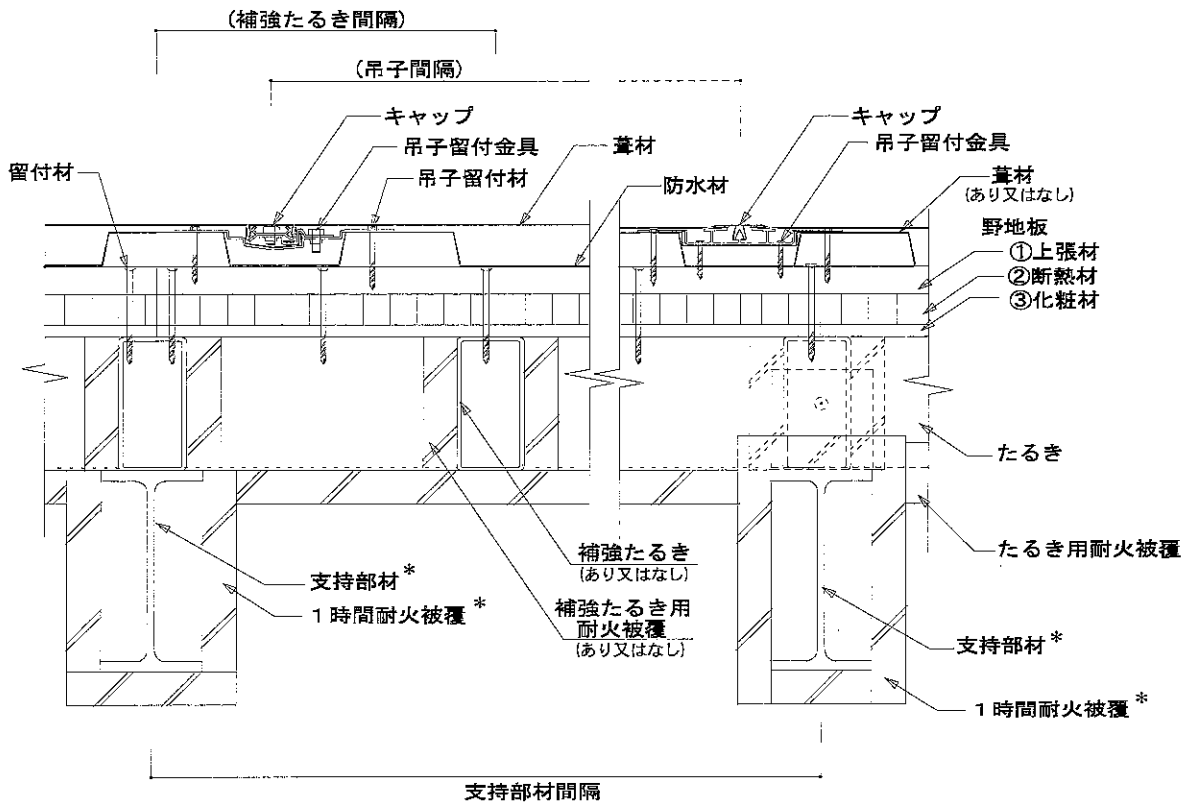 (補強たるき間隔)
(吊子間隔)
キャップ
吊子留付金具
葺材
留付材
吊子留付材
防水材
キャップ
吊子留付金具
葺材
(あり又はなし)
野地板
①上張材
②断熱材
③化粧材
たるき
たるき用耐火被覆
補強たるき
(あり又はなし)
支持部材*
1時間耐火被覆*
補強たるき用
耐火被覆
(あり又はなし)
支持部材*
1時間耐火被覆*
支持部材間隔